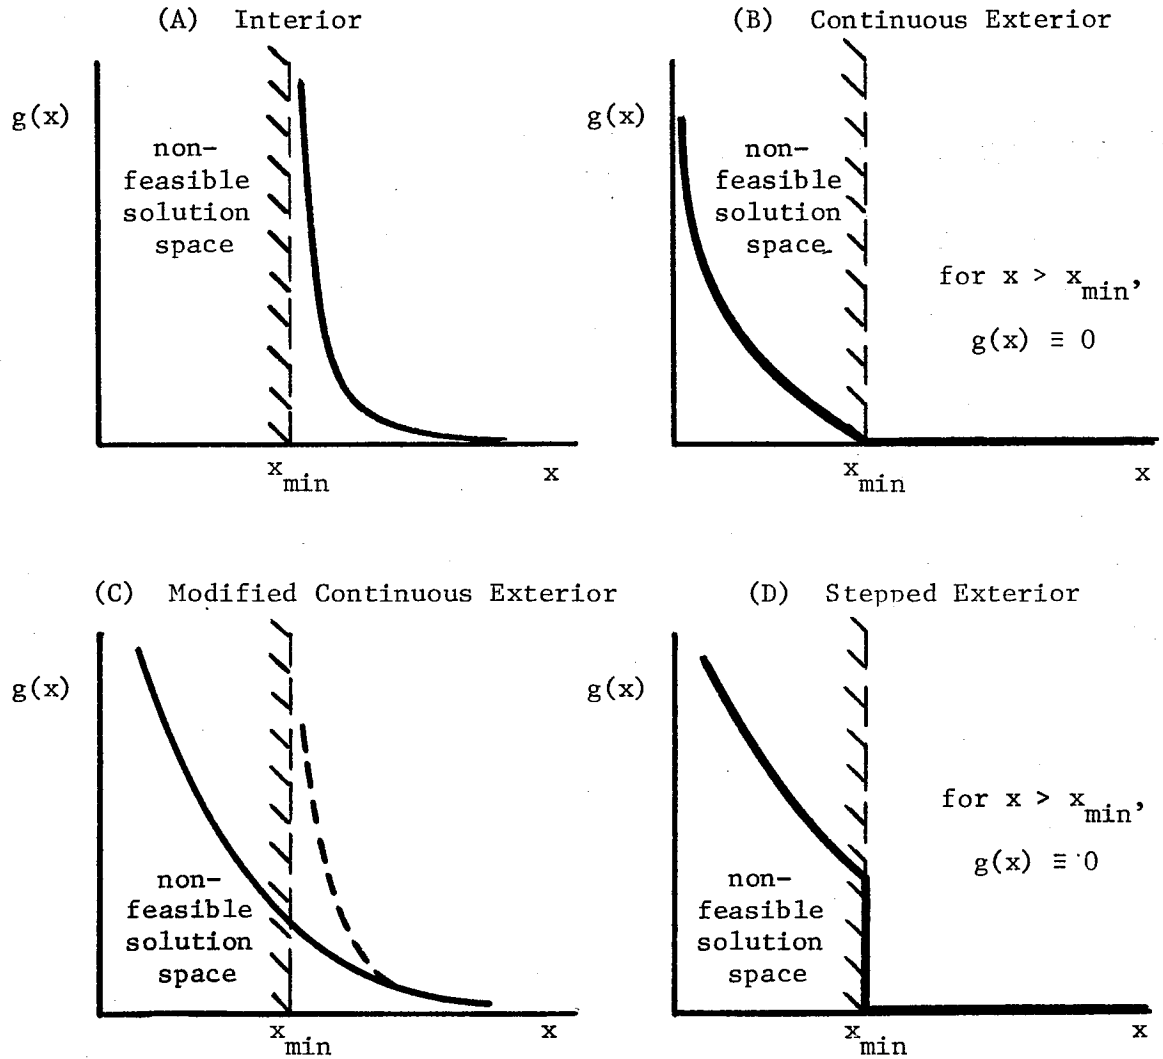 (A) Interior
g(x)
non-
feasible
solution
space
x_min
x
(B) Continuous Exterior
g(x)
non-
feasible
solution
space
for x > x_min,
g(x) ≡ 0
x_min
x
(C) Modified Continuous Exterior
g(x)
non-
feasible
solution
space
x_min
x
(D) Stepped Exterior
g(x)
non-
feasible
solution
space
for x > x_min,
g(x) ≡ 0
x_min
x